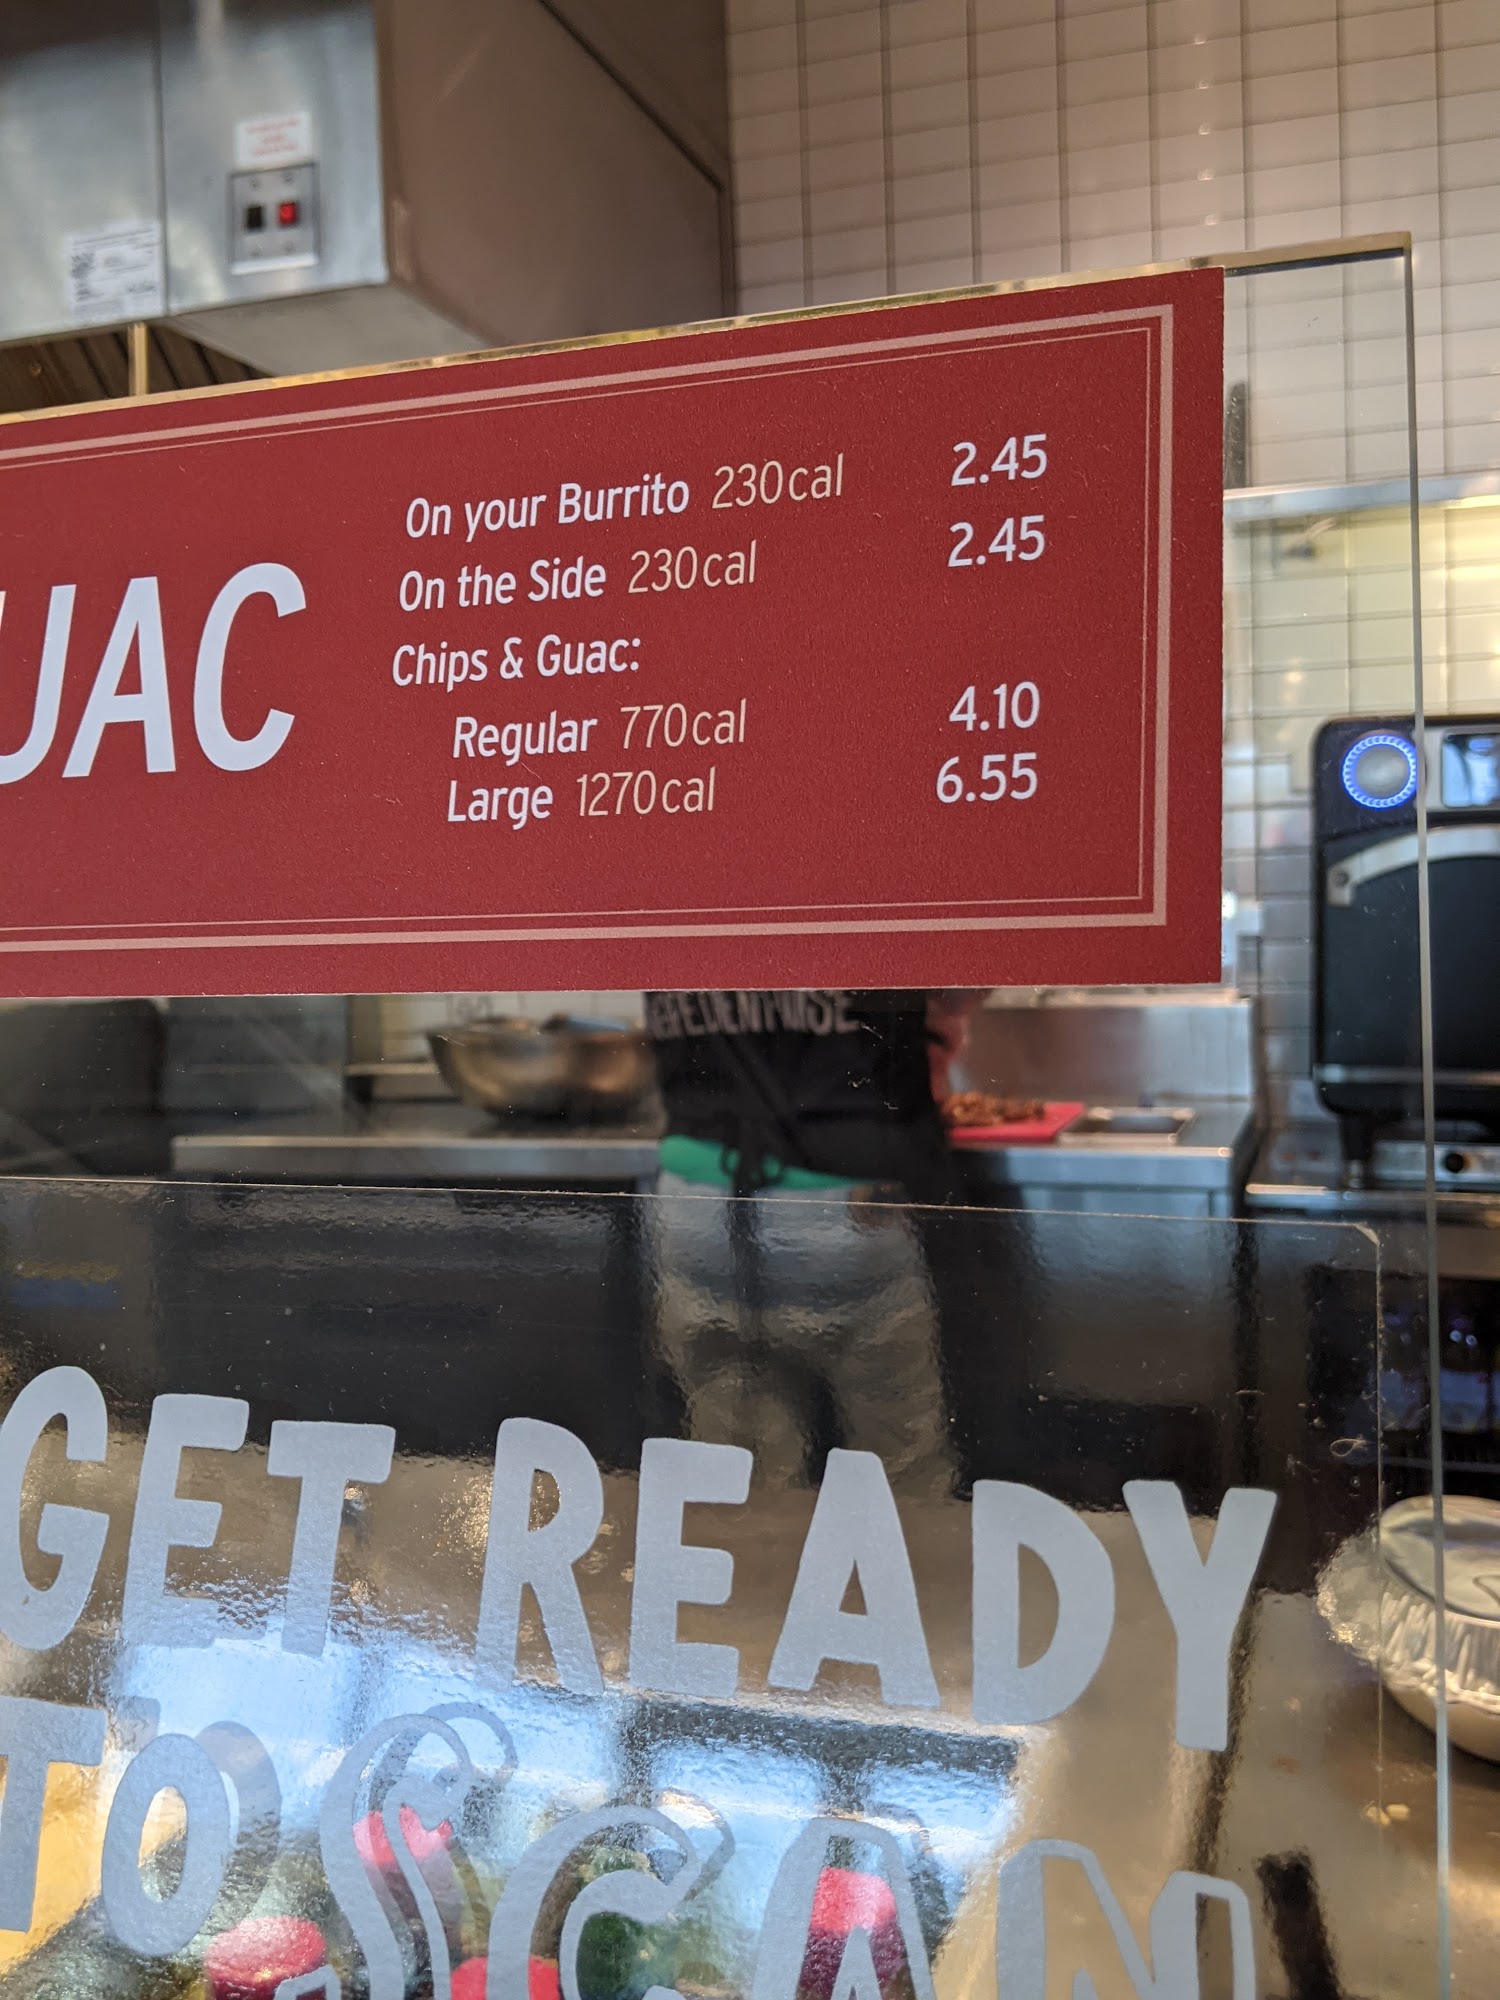 UAC
On your Burrito 230cal 2.45
On the Side 230cal 2.45
Chips & Guac:
Regular 770cal 4.10
Large 1270cal 6.55
GET READY
TO SCAN